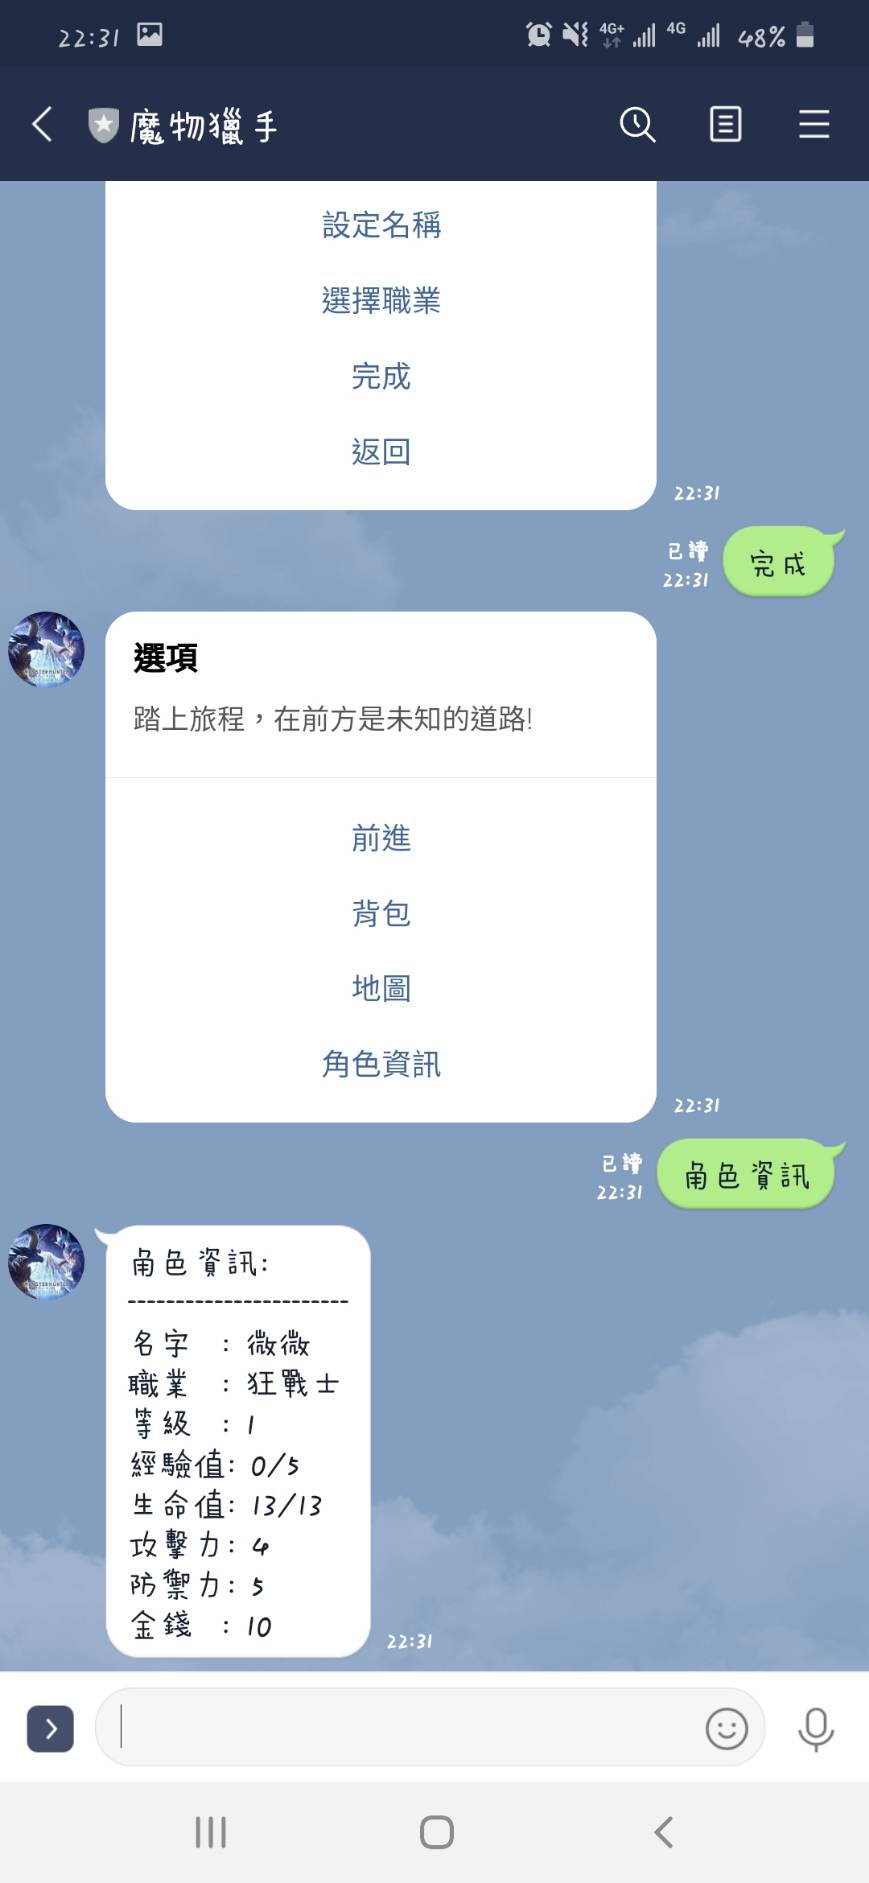 22:31
4G+ 4G 48%
魔物獵手
設定名稱
選擇職業
完成
返回
22:31
已讀
22:31
完成
選項
踏上旅程，在前方是未知的道路!
前進
背包
地圖
角色資訊
22:31
已讀
22:31
角色資訊
角色資訊:
-----------------------
名字 : 微微
職業 : 狂戰士
等級 : 1
經驗值: 0/5
生命值: 13/13
攻擊力: 4
防禦力: 5
金錢 : 10
22:31